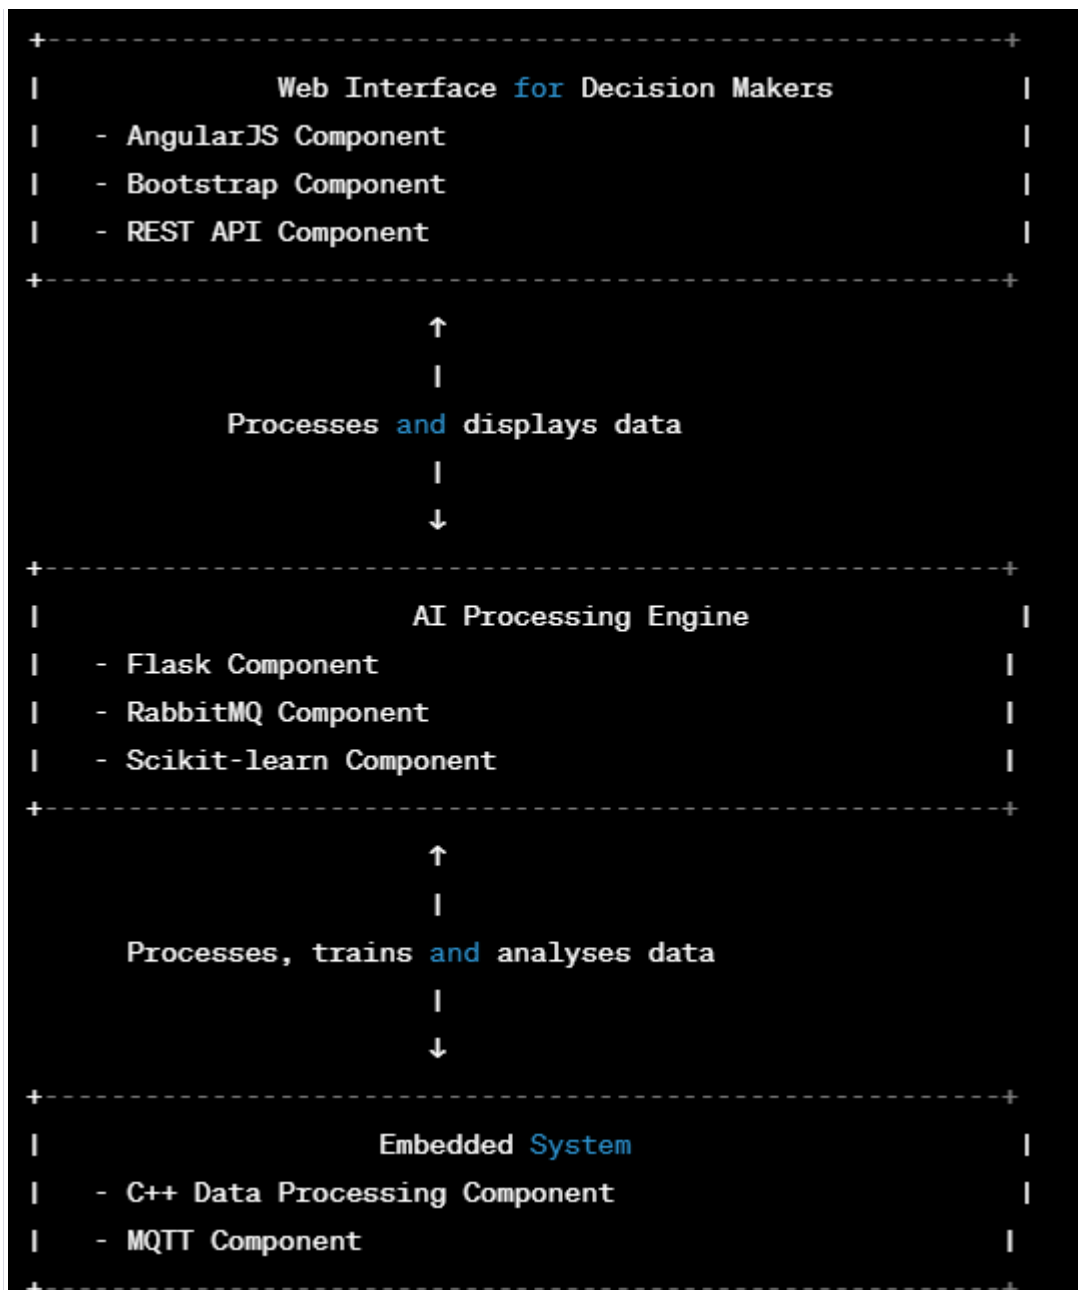 +---------------------------------------------------------+
| Web Interface for Decision Makers |
| - AngularJS Component |
| - Bootstrap Component |
| - REST API Component |
+---------------------------------------------------------+
↑
|
Processes and displays data
|
↓
+---------------------------------------------------------+
| AI Processing Engine |
| - Flask Component |
| - RabbitMQ Component |
| - Scikit-learn Component |
+---------------------------------------------------------+
↑
|
Processes, trains and analyses data
|
↓
+---------------------------------------------------------+
| Embedded System |
| - C++ Data Processing Component |
| - MQTT Component |
+---------------------------------------------------------+